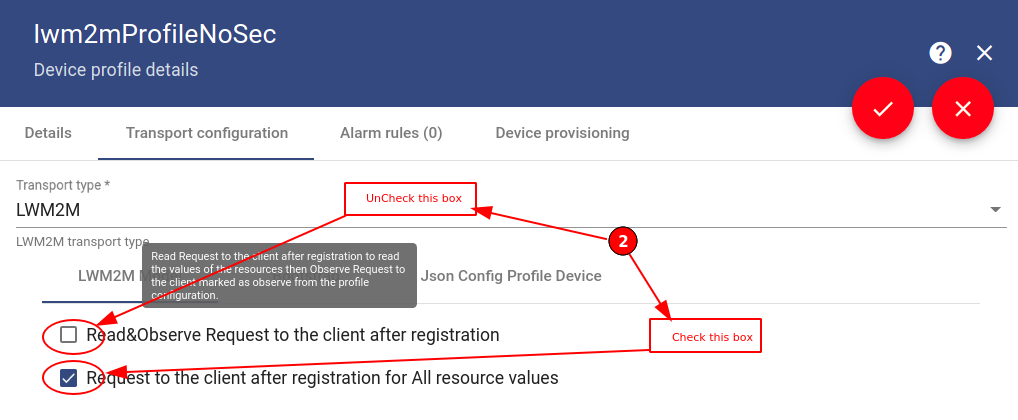 lwm2mProfileNoSec
Device profile details
?
Details Transport configuration Alarm rules (0) Device provisioning
Transport type *
LWM2M
UnCheck this box
2
LWM2M transport type
Read Request to the client after registration to read
the values of the resources then Observe Request to
the client marked as observe from the profile
configuration.
LWM2M Json Config Profile Device
Check this box
Read&Observe Request to the client after registration
Request to the client after registration for All resource values